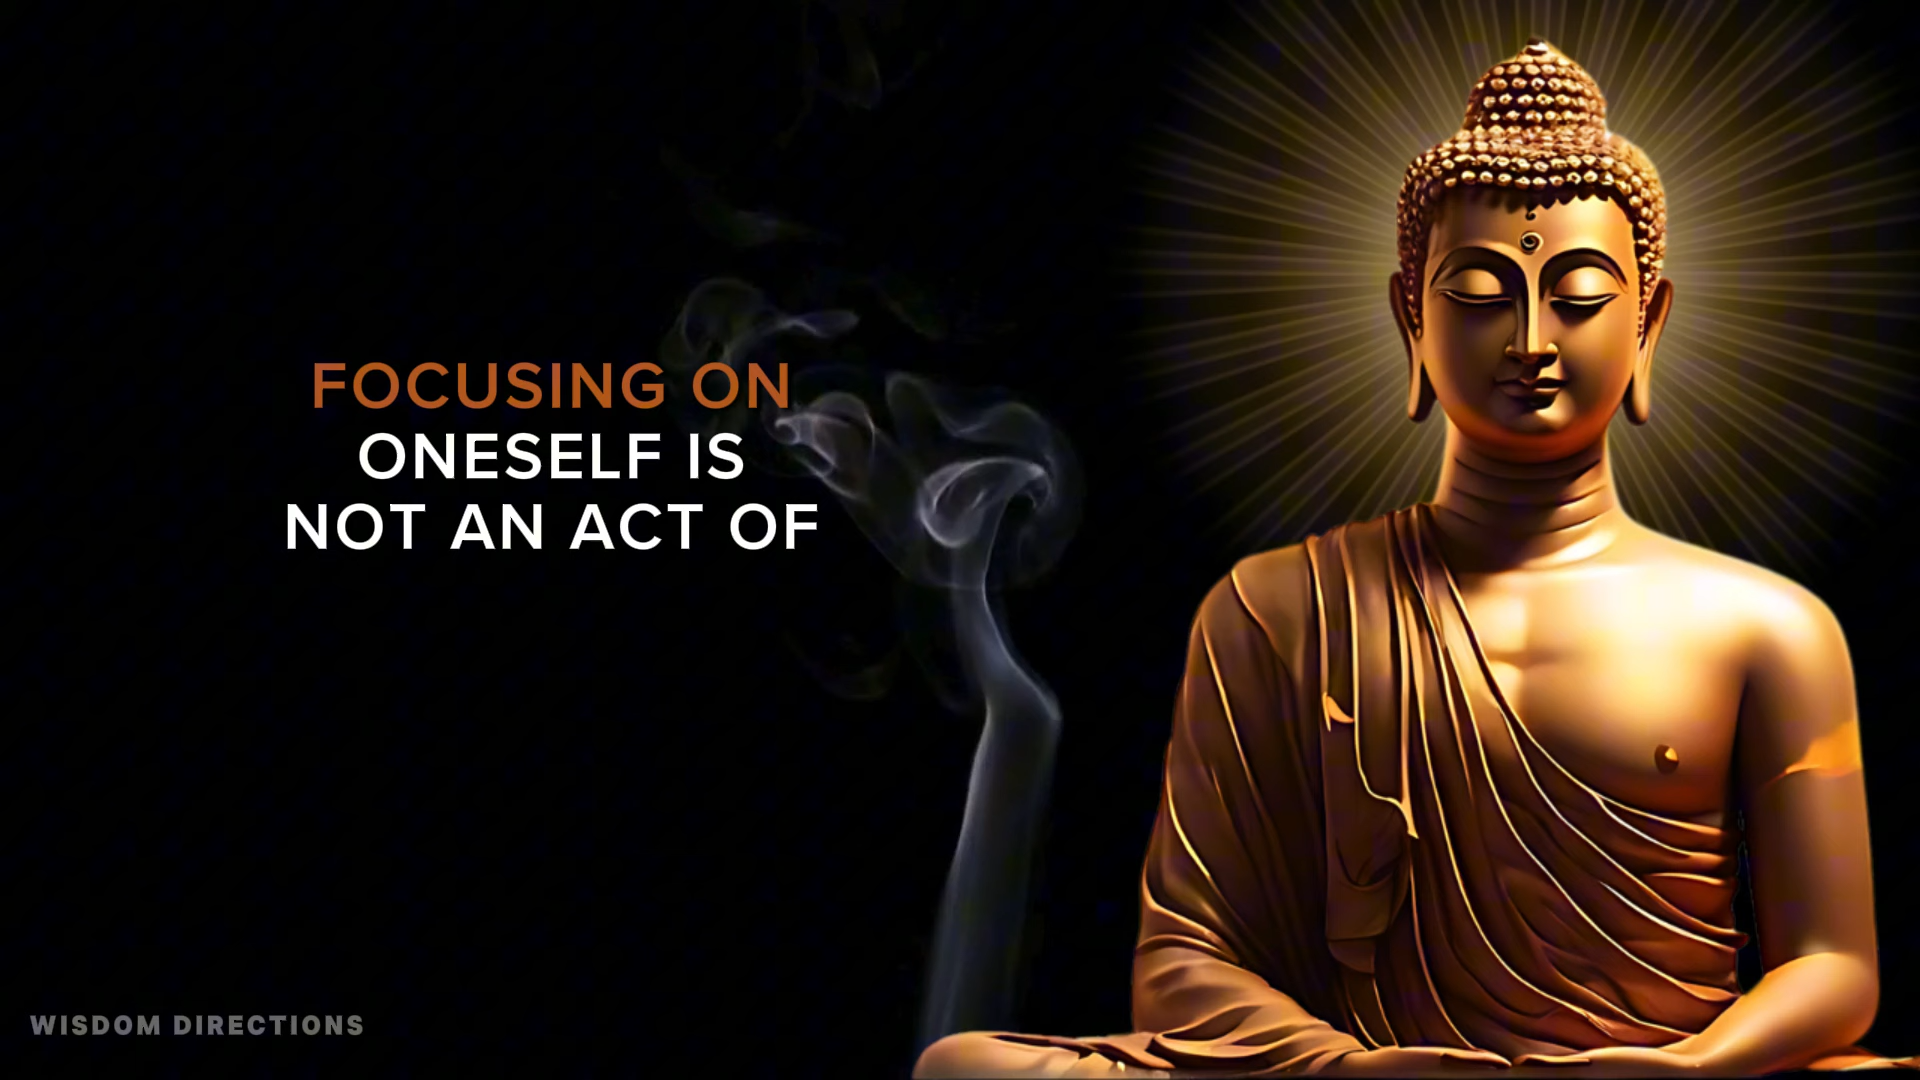 FOCUSING ON
ONESELF IS
NOT AN ACT OF
WISDOM DIRECTIONS